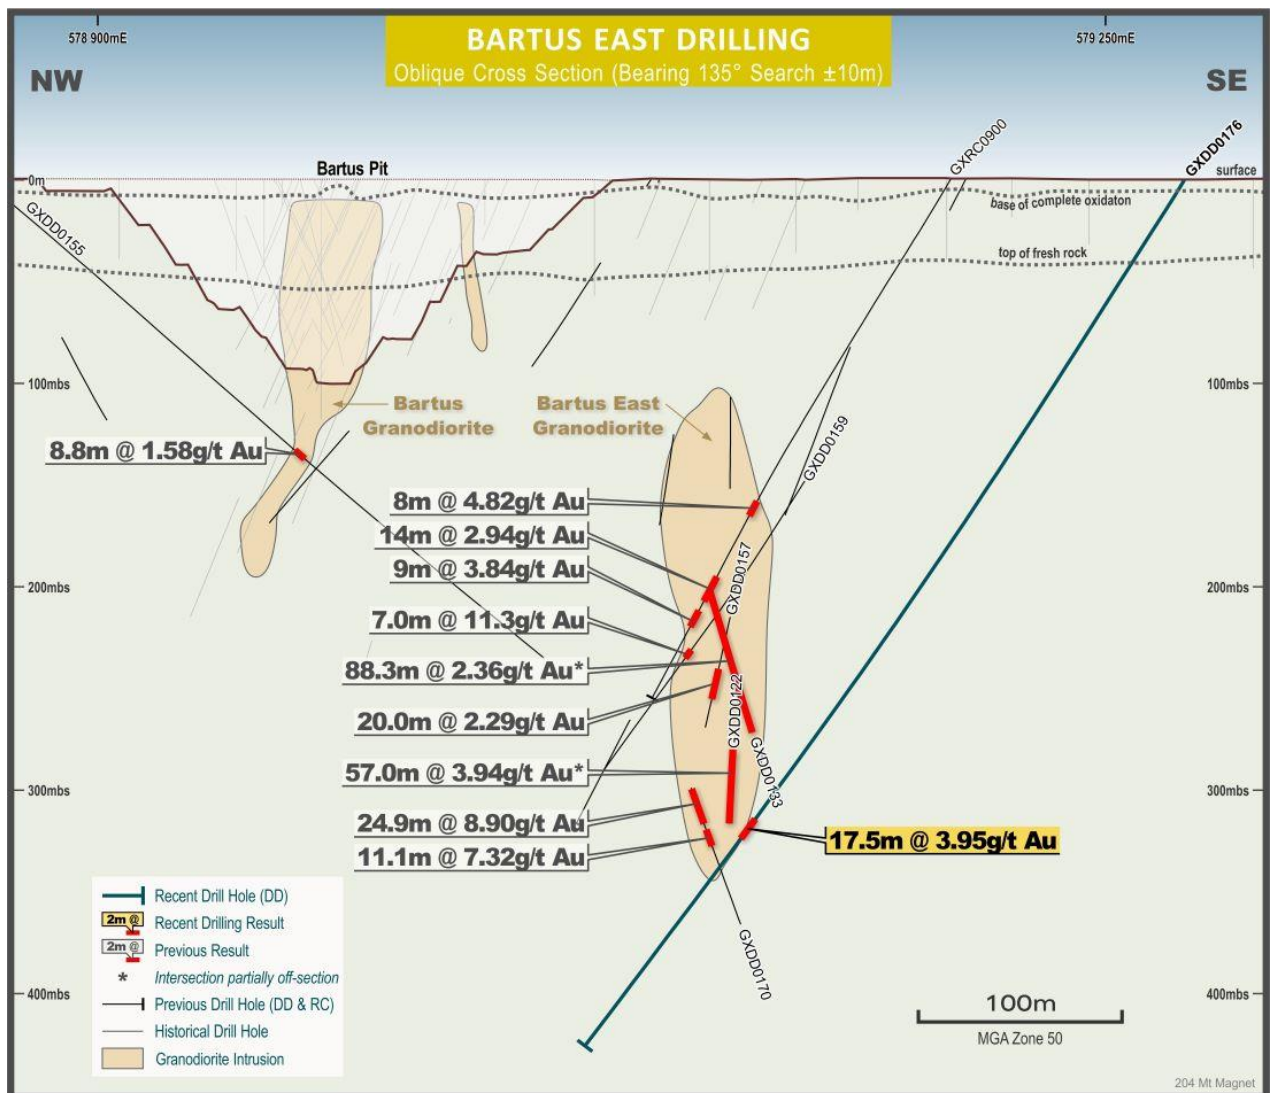 BARTUS EAST DRILLING
Oblique Cross Section (Bearing 135° Search ±10m)
578 900mE
579 250mE
NW
SE
Bartus Pit
GXRC0900
GXDD0176
surface
0m
GXDD0155
base of complete oxidaton
top of fresh rock
100mbs
100mbs
Bartus
Granodiorite
Bartus East
Granodiorite
GXDD0159
8.8m @ 1.58g/t Au
8m @ 4.82g/t Au
14m @ 2.94g/t Au
9m @ 3.84g/t Au
GXDD0157
200mbs
200mbs
7.0m @ 11.3g/t Au
88.3m @ 2.36g/t Au*
20.0m @ 2.29g/t Au
GXDD0122
57.0m @ 3.94g/t Au*
GXDD0133
300mbs
300mbs
24.9m @ 8.90g/t Au
11.1m @ 7.32g/t Au
17.5m @ 3.95g/t Au
GXDD0170
Recent Drill Hole (DD)
2m @
Recent Drilling Result
2m @
Previous Result
* Intersection partially off-section
Previous Drill Hole (DD & RC)
Historical Drill Hole
Granodiorite Intrusion
400mbs
400mbs
100m
MGA Zone 50
204 Mt Magnet